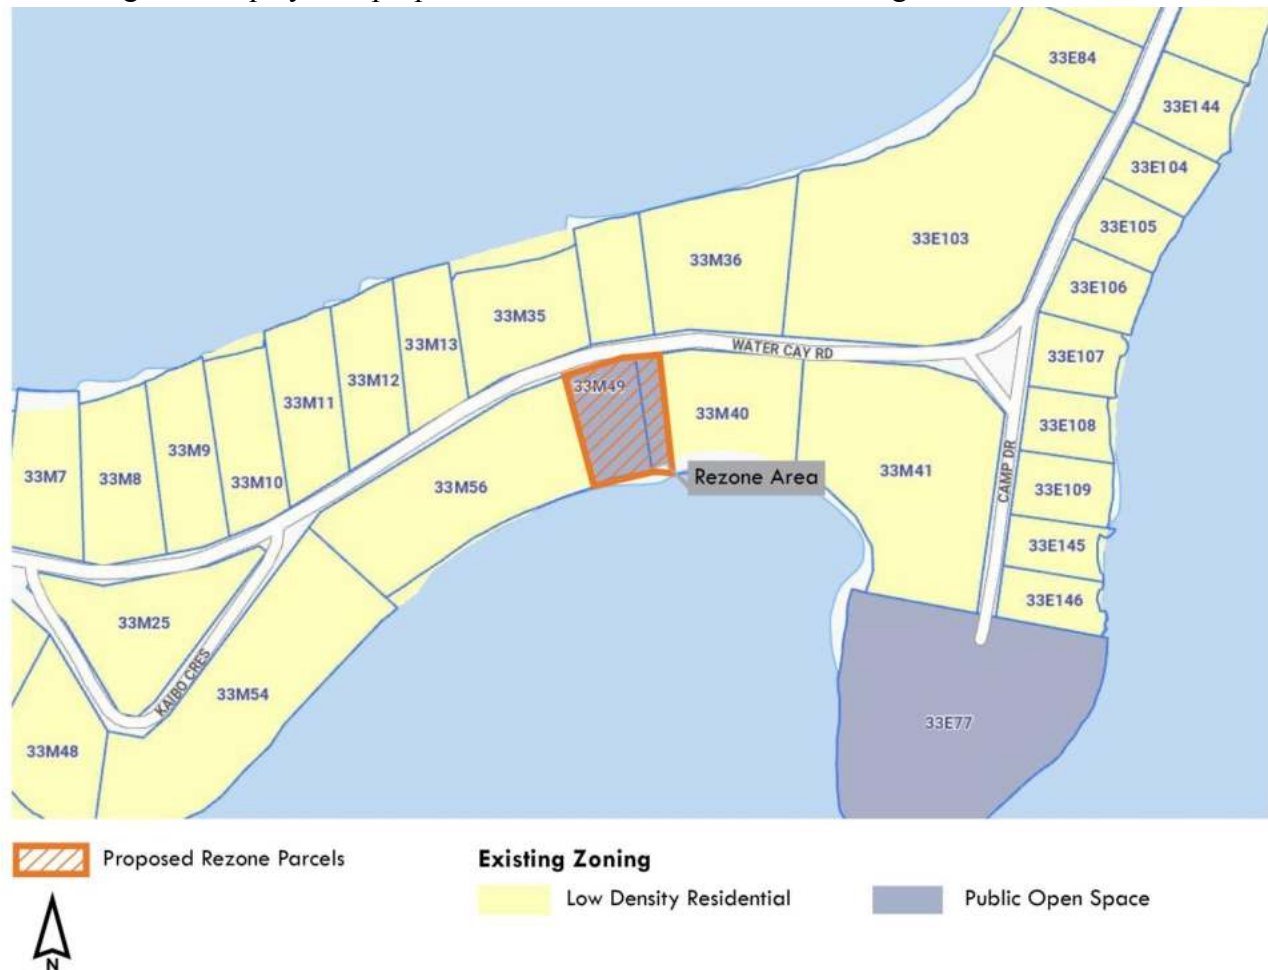 33E84
33E144
33E104
33E105
33E103
33M36
33E106
33M35
33M13
WATER CAY RD
33E107
33M12
33M49
33M11
33M40
33E108
33M9
33M41
33M7
33M8
33M10
33M56
Rezone Area
CAMP DR
33E109
33E145
33E146
33M25
KAIBO CRES
33M54
33E77
33M48
Proposed Rezone Parcels
Existing Zoning
Low Density Residential
Public Open Space
N